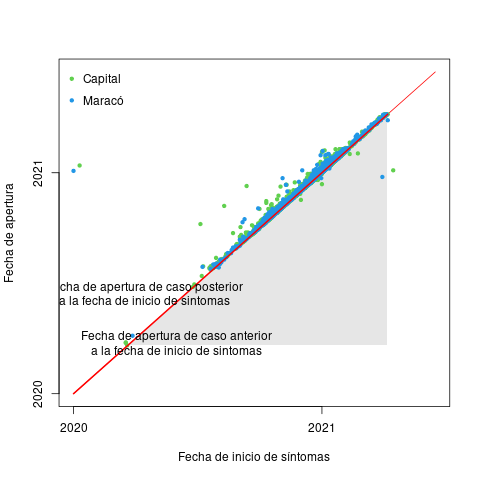 Capital
Maracó
2021
Fecha de apertura
cha de apertura de caso posterior
a la fecha de inicio de síntomas
Fecha de apertura de caso anterior
a la fecha de inicio de síntomas
2020
2020
2021
Fecha de inicio de síntomas